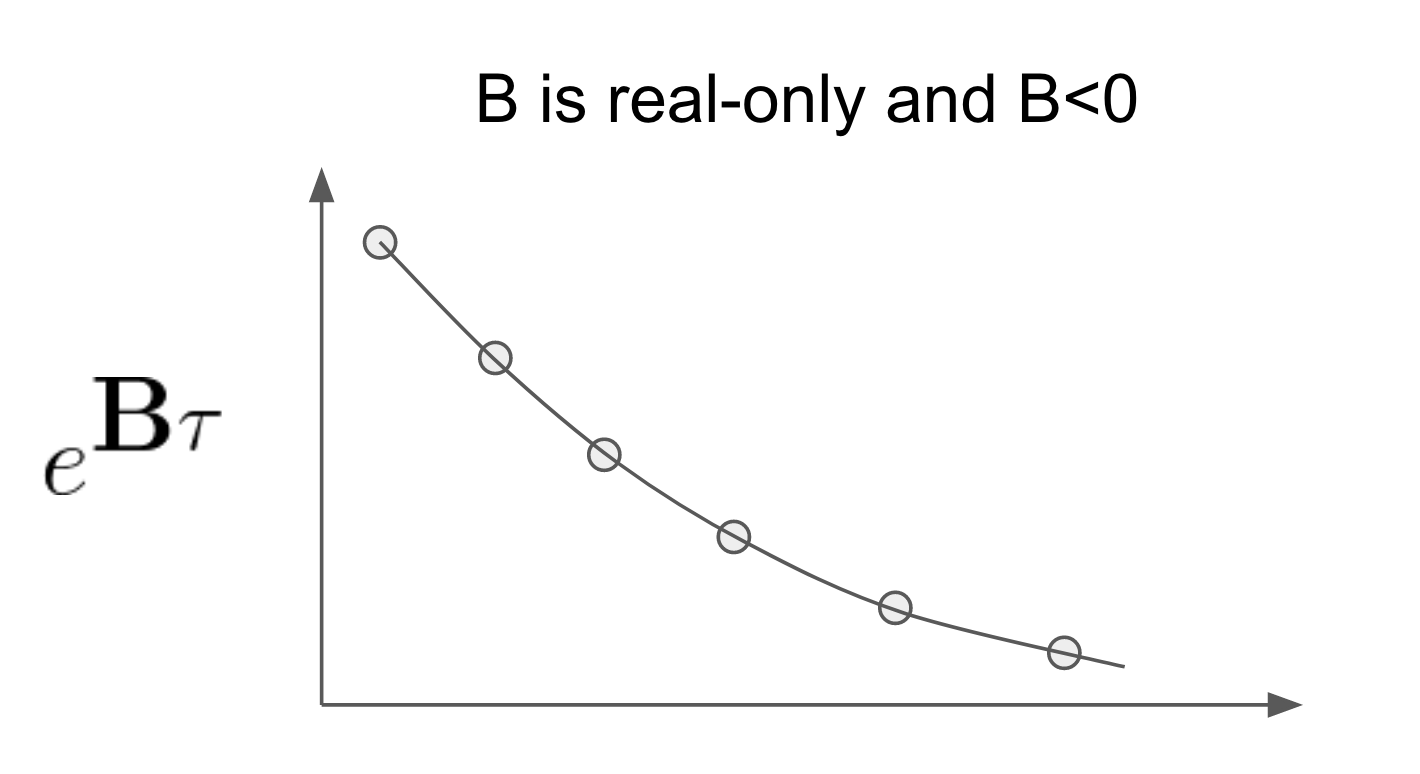 B is real-only and B<0
e^Bτ